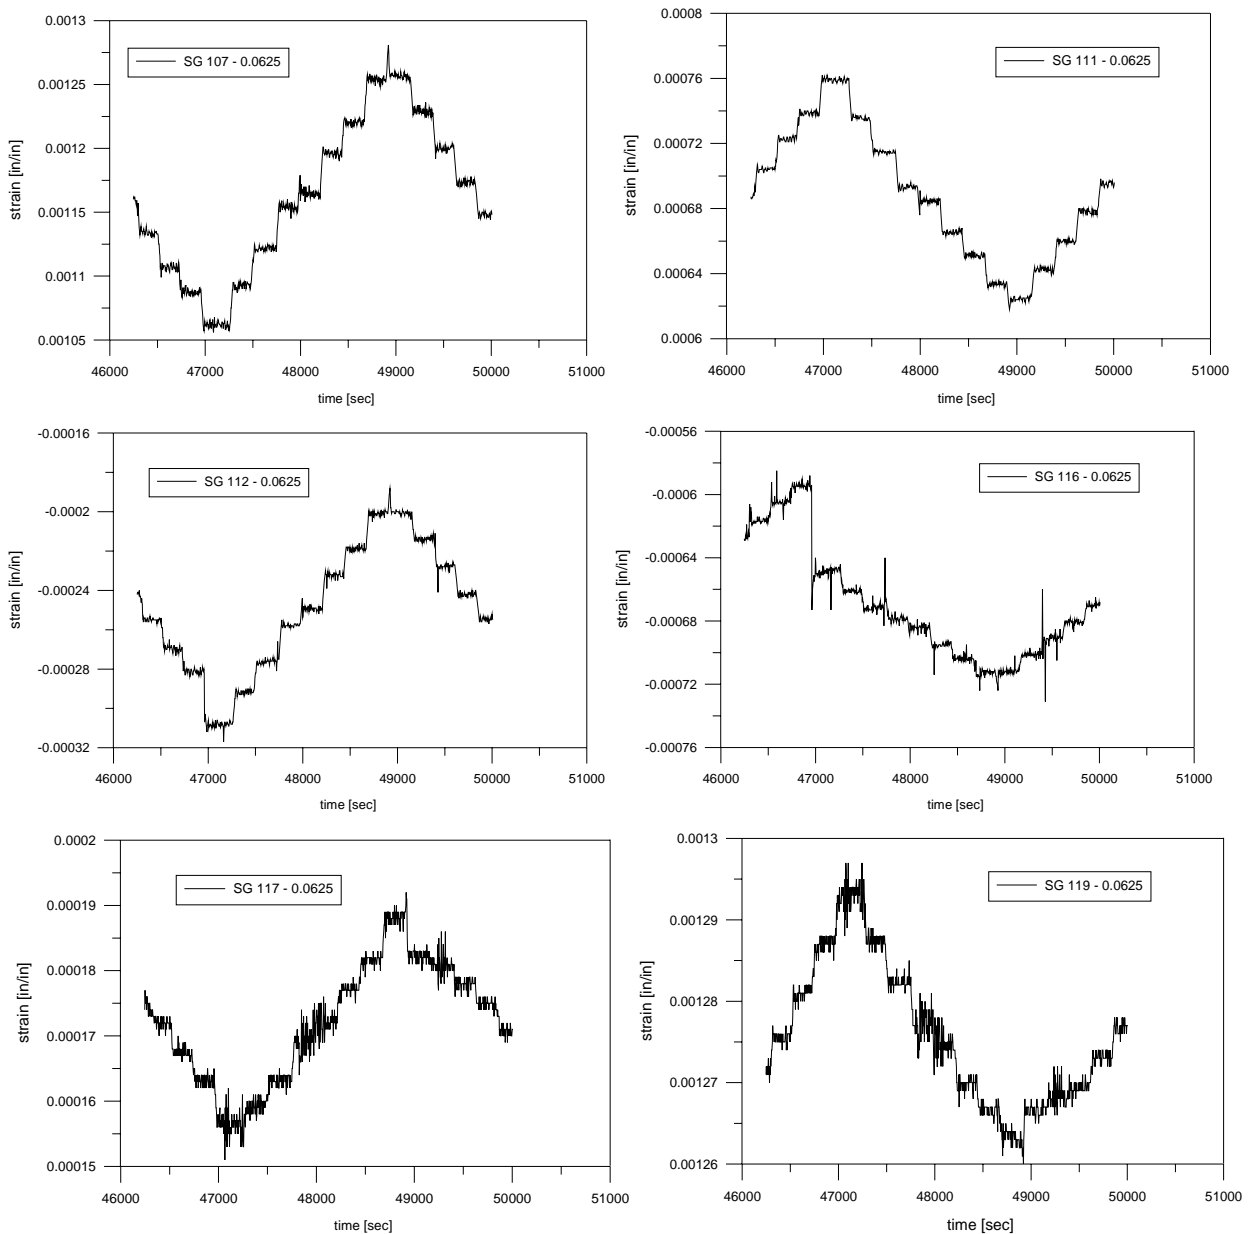 0.0013
0.00125
0.0012
0.00115
0.0011
0.00105
strain [in/in]
SG 107 - 0.0625
46000 47000 48000 49000 50000 51000
time [sec]
0.0008
0.00076
0.00072
0.00068
0.00064
0.0006
strain [in/in]
SG 111 - 0.0625
46000 47000 48000 49000 50000 51000
time [sec]
-0.00016
-0.0002
-0.00024
-0.00028
-0.00032
strain [in/in]
SG 112 - 0.0625
46000 47000 48000 49000 50000 51000
time [sec]
-0.00056
-0.0006
-0.00064
-0.00068
-0.00072
-0.00076
strain [in/in]
SG 116 - 0.0625
46000 47000 48000 49000 50000 51000
time [sec]
0.0002
0.00019
0.00018
0.00017
0.00016
0.00015
strain [in/in]
SG 117 - 0.0625
46000 47000 48000 49000 50000 51000
time [sec]
0.0013
0.00129
0.00128
0.00127
0.00126
strain [in/in]
SG 119 - 0.0625
46000 47000 48000 49000 50000 51000
time [sec]